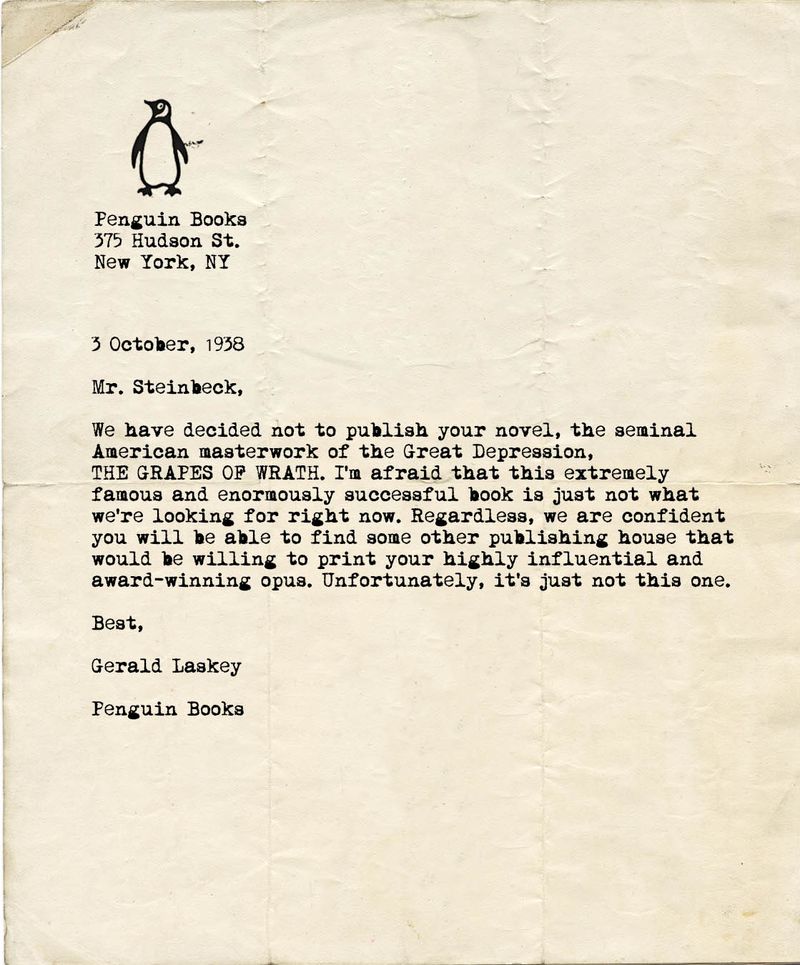 Penguin Books
375 Hudson St.
New York, NY
3 October, 1938
Mr. Steinbeck,
We have decided not to publish your novel, the seminal
American masterwork of the Great Depression,
THE GRAPES OF WRATH. I'm afraid that this extremely
famous and enormously successful book is just not what
we're looking for right now. Regardless, we are confident
you will be able to find some other publishing house that
would be willing to print your highly influential and
award-winning opus. Unfortunately, it's just not this one.
Best,
Gerald Laskey
Penguin Books